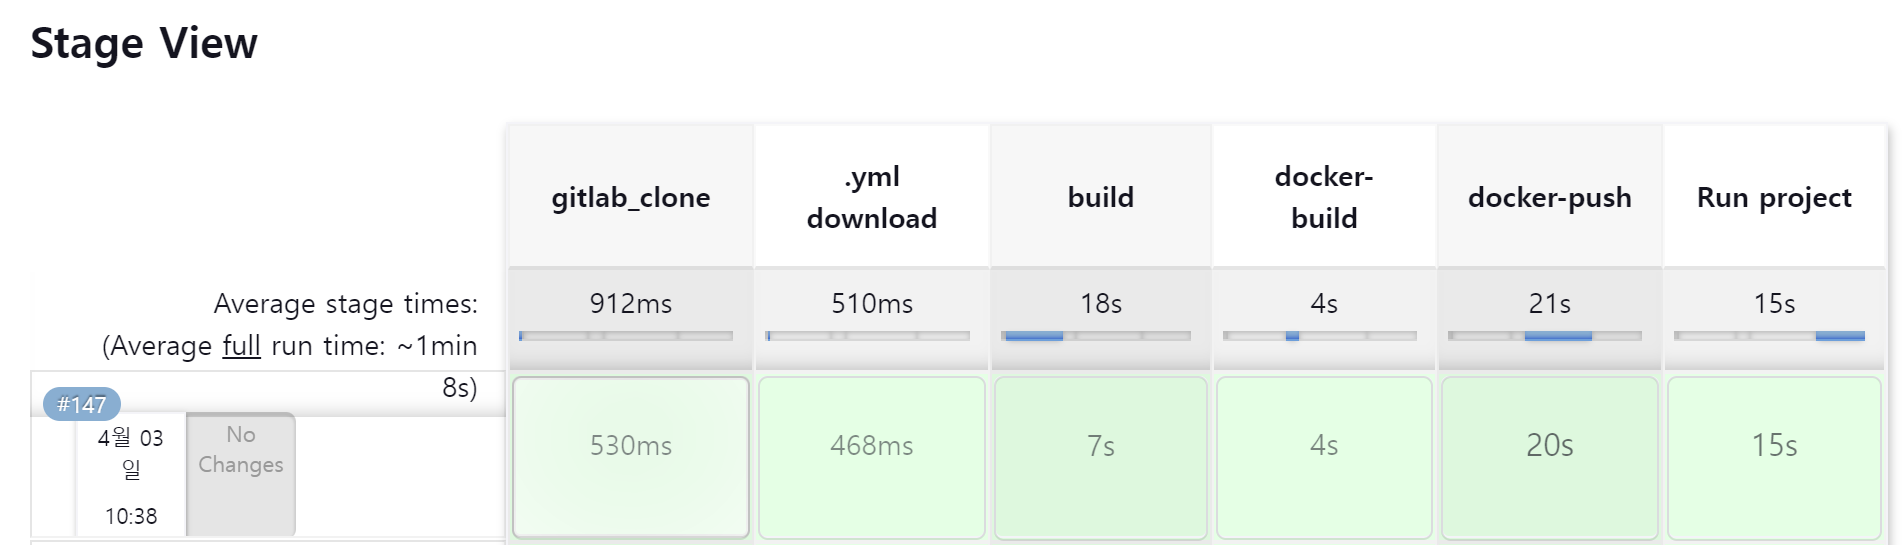 Stage View
gitlab_clone
.yml
download
build
docker-
build
docker-push
Run project
Average stage times:
(Average full run time: ~1min
8s)
912ms
510ms
18s
4s
21s
15s
#147
4월 03
일
10:38
No
Changes
530ms
468ms
7s
4s
20s
15s